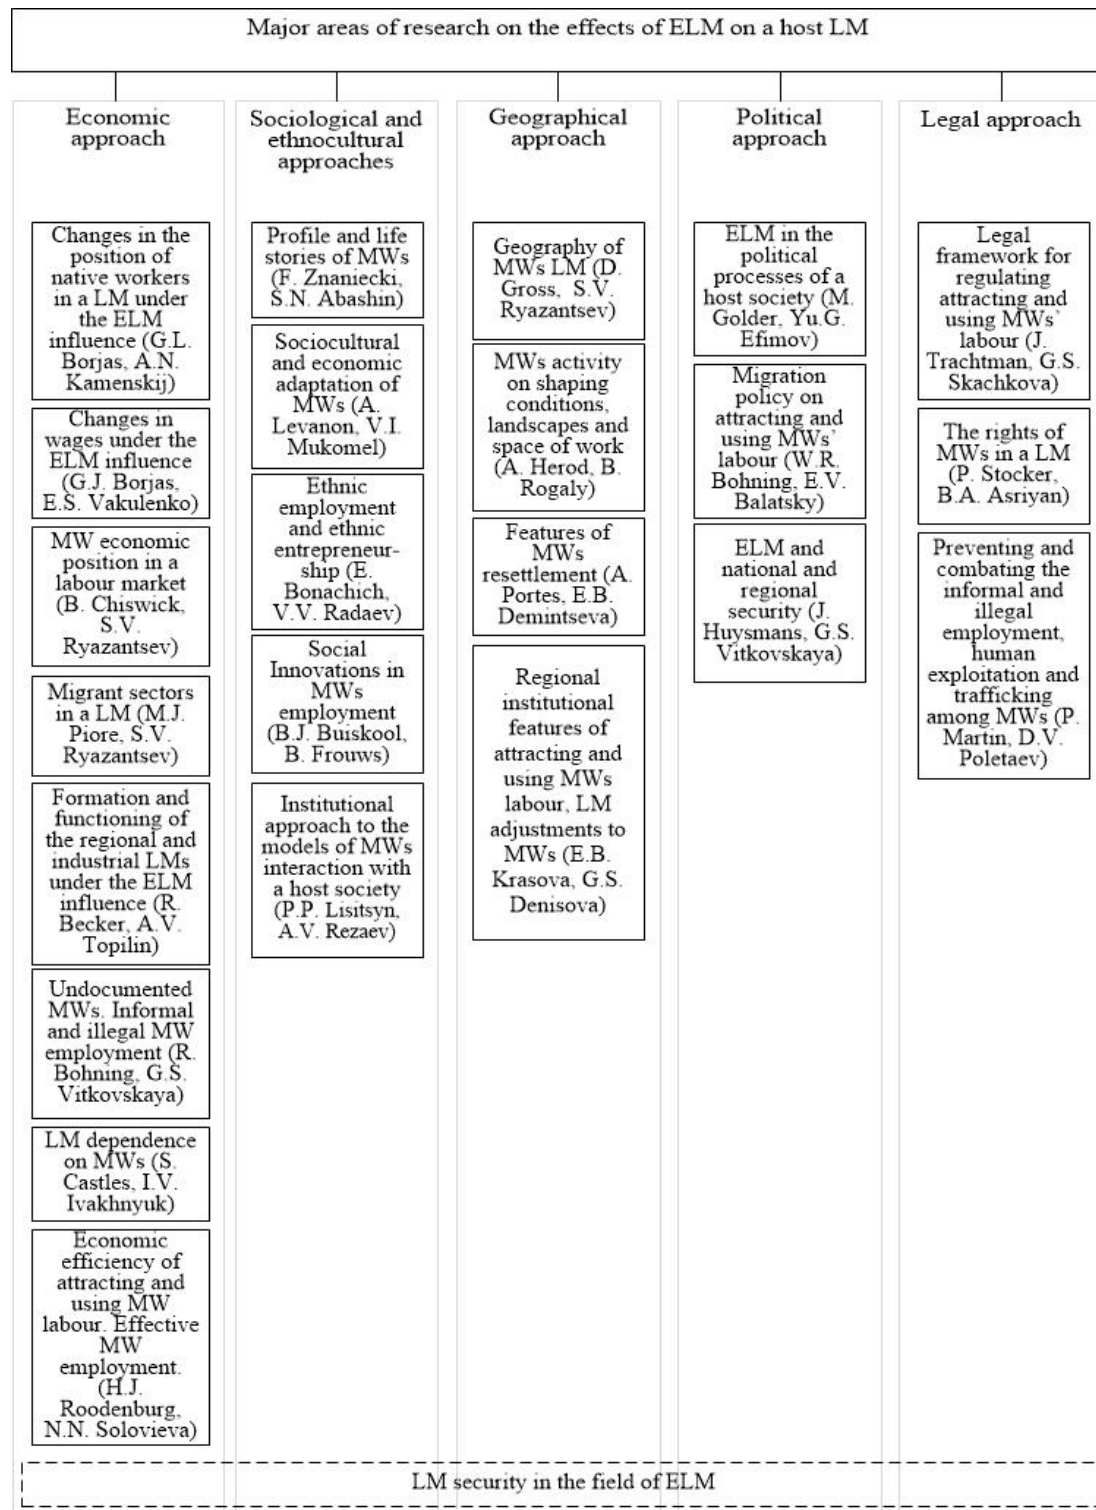 Major areas of research on the effects of ELM on a host LM
Economic
approach
Changes in the
position of
native workers
in a LM under
the ELM
influence (G.L.
Borjas, A.N.
Kamenskij)
Changes in
wages under the
ELM influence
(G.J. Borjas,
E.S. Vakulenko)
MW economic
position in a
labour market
(B. Chiswick,
S.V.
Ryazantsev)
Migrant sectors
in a LM (M.J.
Piore, S.V.
Ryazantsev)
Formation and
functioning of
the regional and
industrial LMs
under the ELM
influence (R.
Becker, A.V.
Topilin)
Undocumented
MWs. Informal
and illegal MW
employment (R.
Bohning, G.S.
Vitkovskaya)
LM dependence
on MWs (S.
Castles, I.V.
Ivakhnyuk)
Economic
efficiency of
attracting and
using MW
labour. Effective
MW
employment.
(H.J.
Roodenburg,
N.N. Solovieva)
Sociological and
ethnocultural
approaches
Profile and life
stories of MWs
(F. Znaniecki,
S.N. Abashin)
Sociocultural
and economic
adaptation of
MWs (A.
Levanon, V.I.
Mukomel)
Ethnic
employment
and ethnic
entrepreneur-
ship (E.
Bonachich,
V.V. Radaev)
Social
Innovations in
MWs
employment
(B.J. Buiskool,
B. Frouws)
Institutional
approach to the
models of MWs
interaction with
a host society
(P.P. Lisitsyn,
A.V. Rezaev)
Geographical
approach
Geography of
MWs LM (D.
Gross, S.V.
Ryazantsev)
MWs activity
on shaping
conditions,
landscapes and
space of work
(A. Herod, B.
Rogaly)
Features of
MWs
resettlement (A.
Portes, E.B.
Demintseva)
Regional
institutional
features of
attracting and
using MWs
labour, LM
adjustments to
MWs (E.B.
Krasova, G.S.
Denisova)
Political
approach
ELM in the
political
processes of a
host society (M.
Golder, Yu.G.
Efimov)
Migration
policy on
attracting and
using MWs'
labour (W.R.
Bohning, E.V.
Balatsky)
ELM and
national and
regional
security (J.
Huysmans, G.S.
Vitkovskaya)
Legal approach
Legal
framework for
regulating
attracting and
using MWs'
labour (J.
Trachtman, G.S.
Skachkova)
The rights of
MWs in a LM
(P. Stocker,
B.A. Asriyan)
Preventing and
combating the
informal and
illegal
employment,
human
exploitation and
trafficking
among MWs (P.
Martin, D.V.
Poletaev)
LM security in the field of ELM